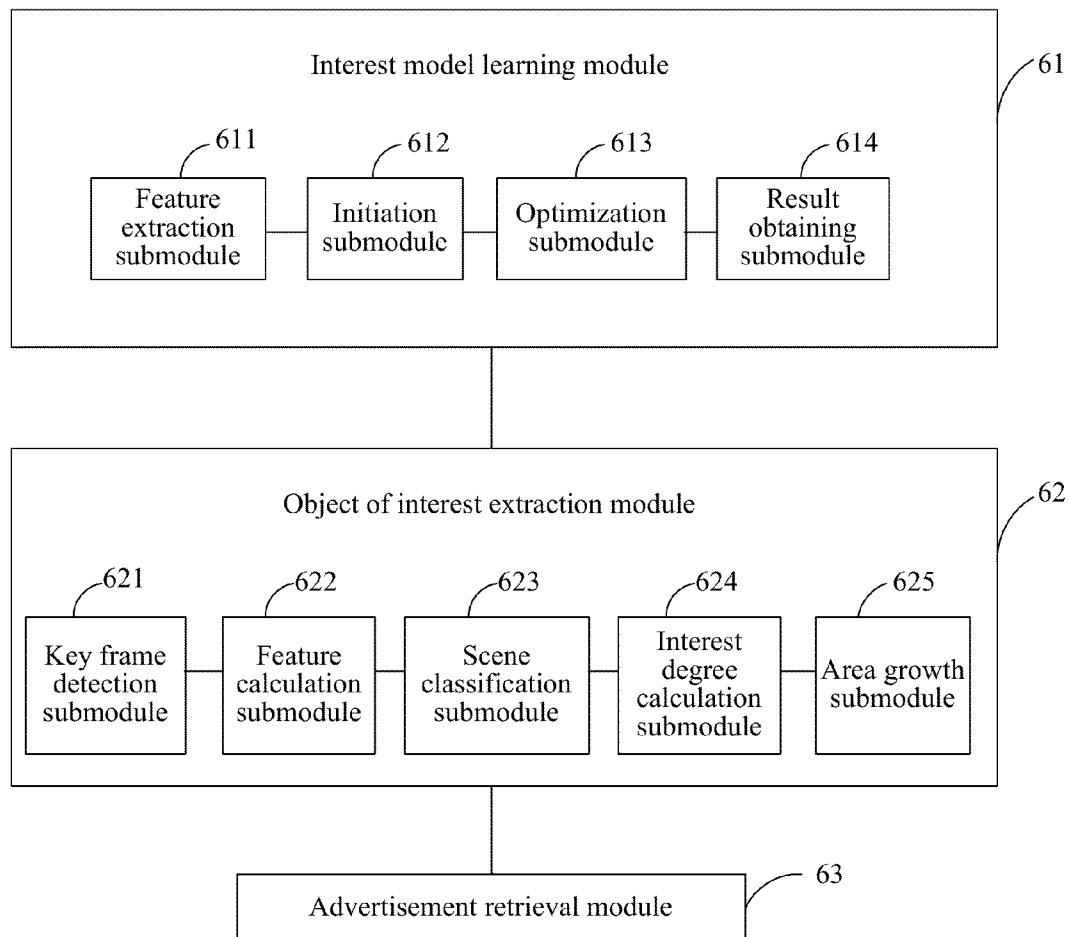 Interest model learning module
61
611
612
613
614
Feature
extraction
submodule
Initiation
submodule
Optimization
submodule
Result
obtaining
submodule
Object of interest extraction module
62
621
622
623
624
625
Key frame
detection
submodule
Feature
calculation
submodule
Scene
classification
submodule
Interest
degree
calculation
submodule
Area growth
submodule
63
Advertisement retrieval module